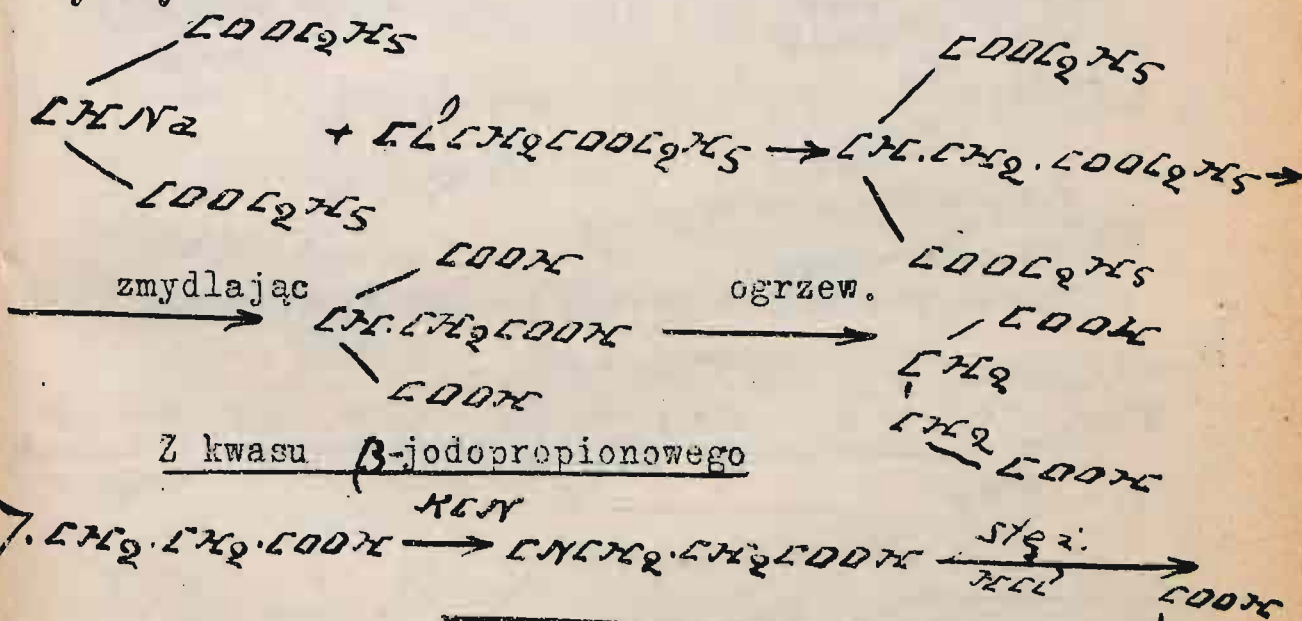 COOC2H5
CHNa + ClCH2COOC2H5 → CH.CH2.COOC2H5 →
COOC2H5
COOC2H5
COOC2H5
zmydlając
COOH
CH.CH2COOH
COOH
ogrzew.
COOH
CH2
CH2
COOH
Z kwasu β-jodopropionowego
J.CH2.CH2.COOH KCN → CNCH2.CH2COOH stęż. HCl →
COOH